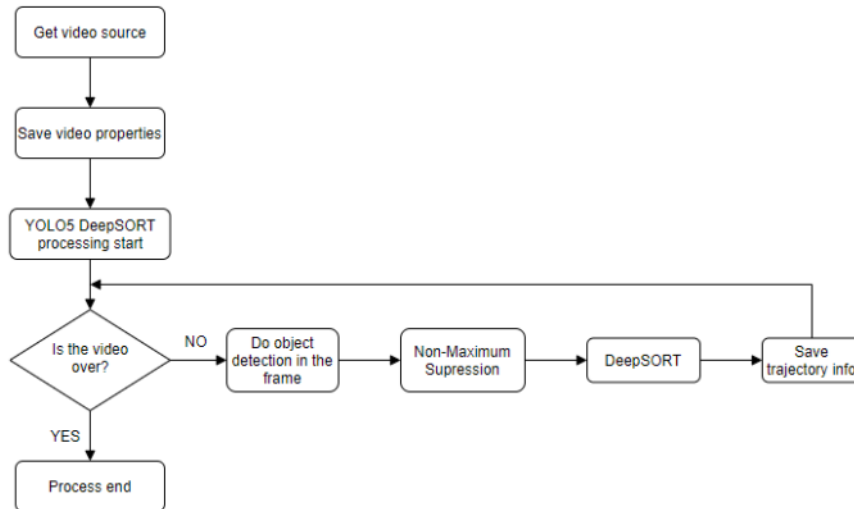 Get video source
Save video properties
YOLO5 DeepSORT
processing start
Is the video
over?
NO
Do object
detection in the
frame
Non-Maximum
Supression
DeepSORT
Save
trajectory info
YES
Process end